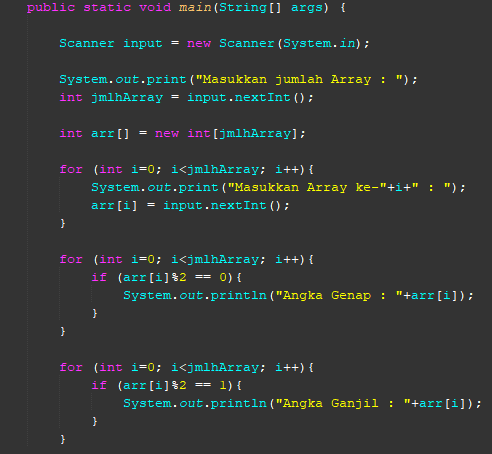 public static void main(String[] args) {
Scanner input = new Scanner(System.in);
System.out.print("Masukkan jumlah Array : ");
int jmlhArray = input.nextInt();
int arr[] = new int[jmlhArray];
for (int i=0; i<jmlhArray; i++){
System.out.print("Masukkan Array ke-"+i+" : ");
arr[i] = input.nextInt();
}
for (int i=0; i<jmlhArray; i++){
if (arr[i]%2 == 0){
System.out.println("Angka Genap : "+arr[i]);
}
}
for (int i=0; i<jmlhArray; i++){
if (arr[i]%2 == 1){
System.out.println("Angka Ganjil : "+arr[i]);
}
}